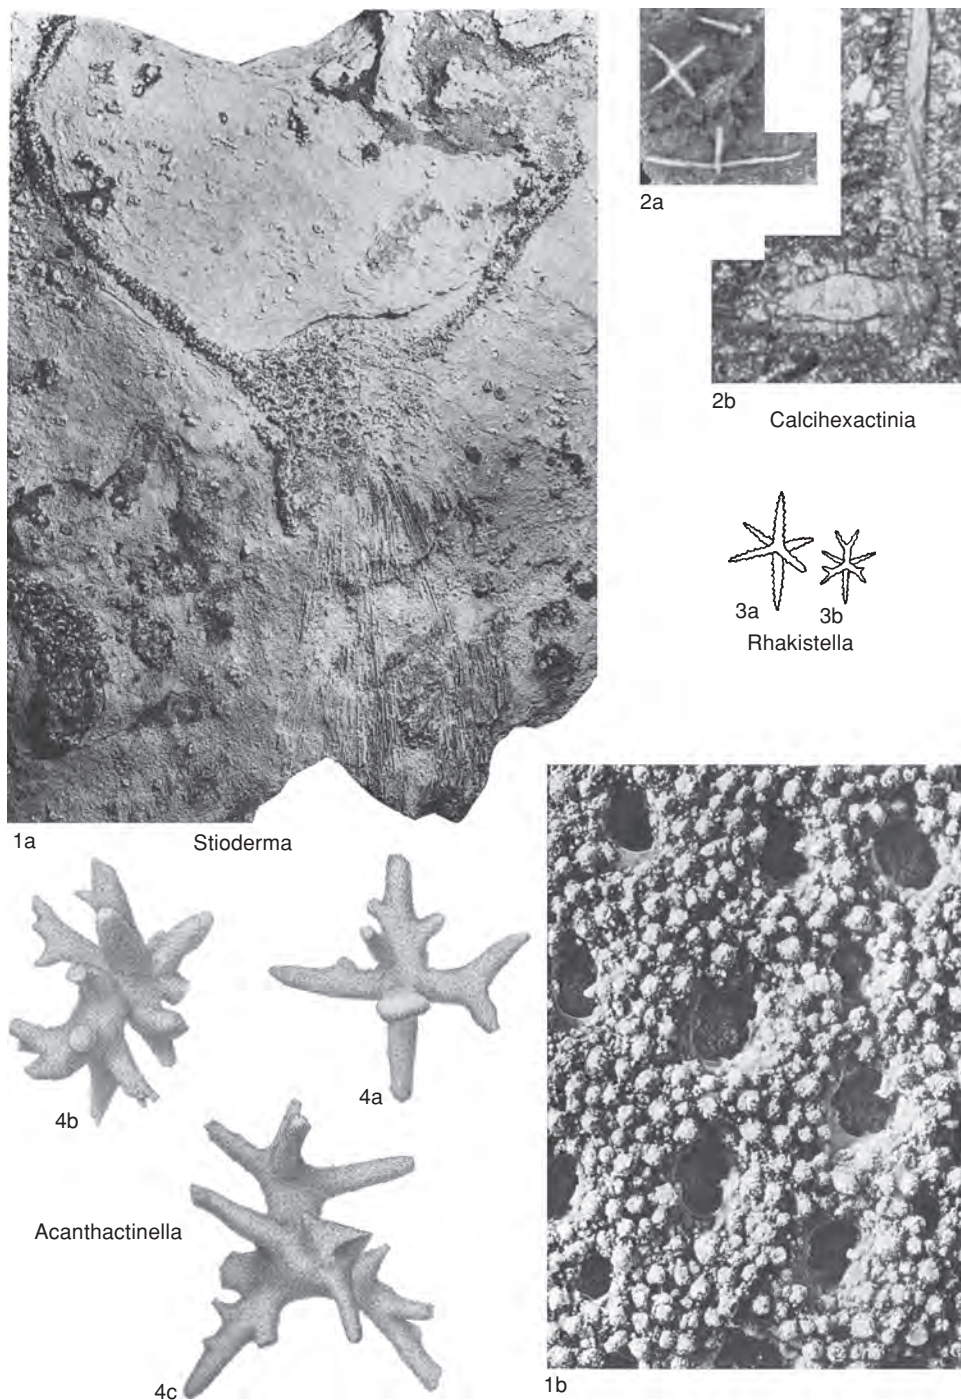 2a
2b
Calcihexactinia
3a
3b
Rhakistella
1a
Stioderma
4b
4a
Acanthactinella
4c
1b